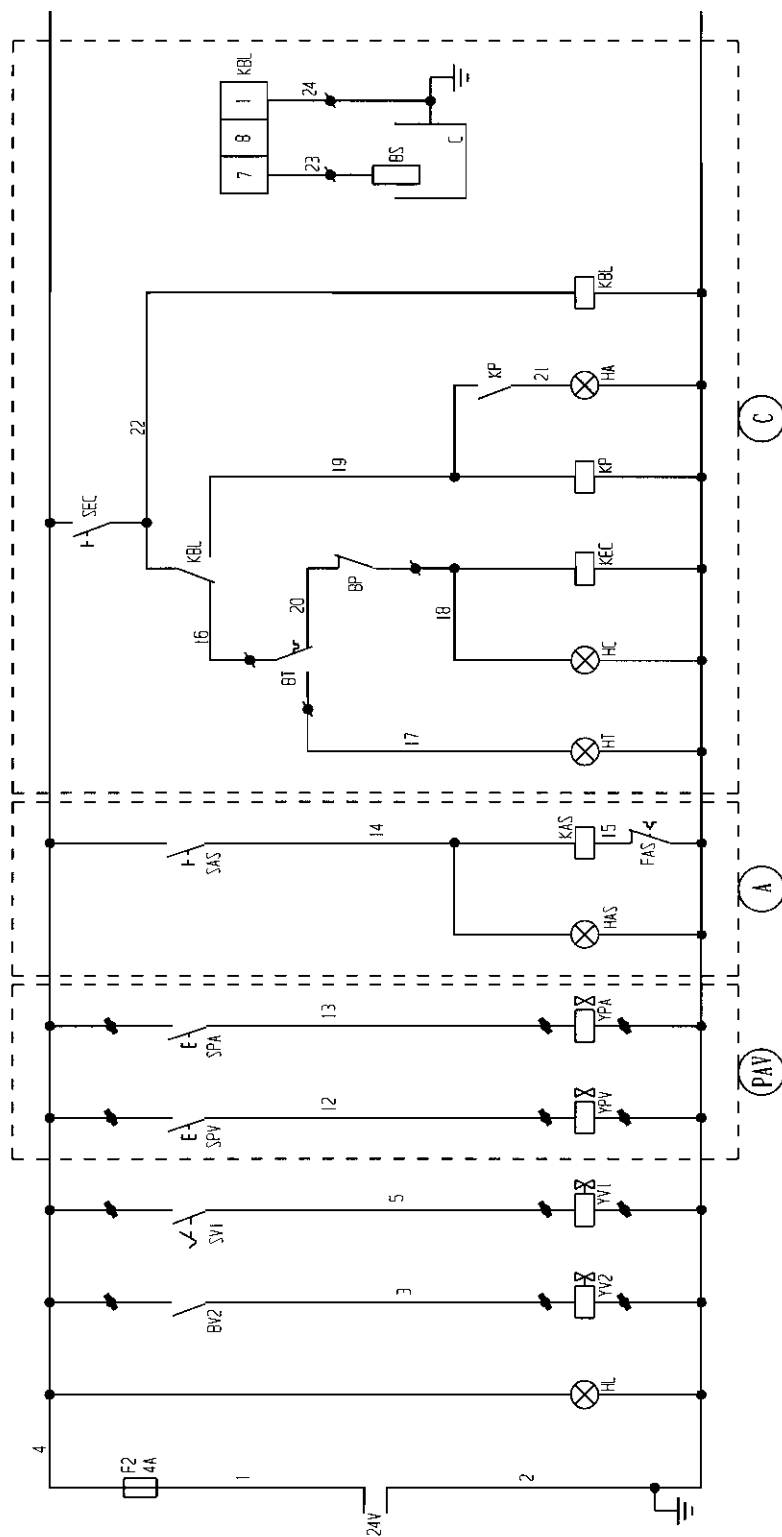 KBL
7
8
1
23
24
BS
C
KBL
22
KP
21
HA
C
19
SEC
KBL
KP
16
20
BP
KEC
BT
18
HC
17
HT
14
SAS
KAS
15
FAS
A
HAS
13
SPA
YPA
PAV
12
SPV
YPV
5
SV1
YV1
3
BV2
YV2
HL
4
F2
4A
1
24V
2